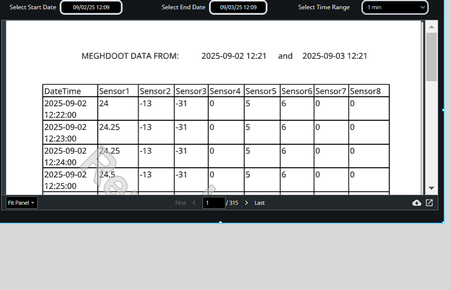 Select Start Date 09/02/25 12:09 Select End Date 09/03/25 12:09 Select Time Range 1 min
MEGHDOOT DATA FROM: 2025-09-02 12:21 and 2025-09-03 12:21
DateTime Sensor1 Sensor2 Sensor3 Sensor4 Sensor5 Sensor6 Sensor7 Sensor8
2025-09-02 24 -13 -31 0 5 6 0 0
12:22:00
2025-09-02 24.25 -13 -31 0 5 6 0 0
12:23:00
2025-09-02 24.25 -13 -31 0 5 6 0 0
12:24:00
2025-09-02 24.5 -13 -31 0 5 6 0 0
12:25:00
Fit Panel First 1 / 315 Last